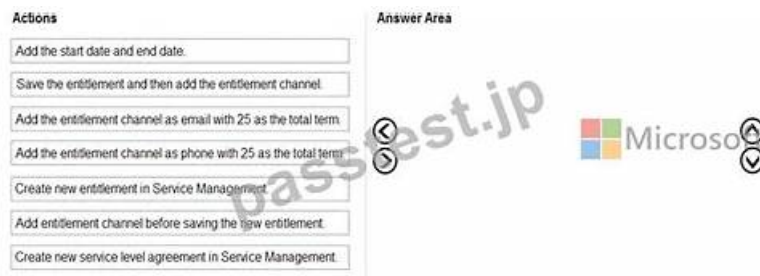 Actions
Answer Area
Add the start date and end date.
Save the entitlement and then add the entitlement channel.
Add the entitlement channel as email with 25 as the total term.
Add the entitlement channel as phone with 25 as the total term
Create new entitlement in Service Management
Add entitlement channel before saving the new entitlement
Create new service level agreement in Service Management.
passtest.jp
Microso